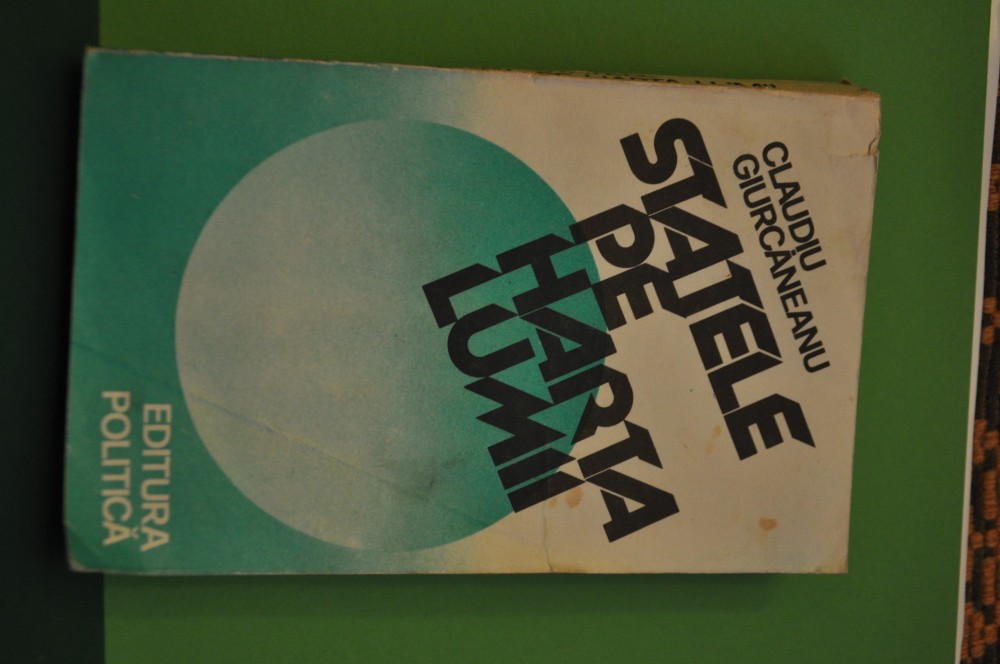 CLAUDIU
GIURCĂNEANU
STATELE
PE
HARTA
LUMII
EDITURA
POLITICĂ